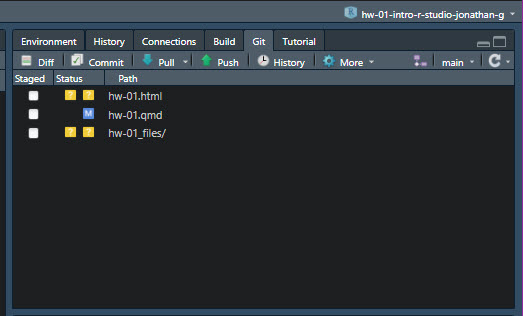 hw-01-intro-r-studio-jonathan-g
Environment History Connections Build Git Tutorial
Diff Commit Pull Push History More main
Staged Status Path
? ? hw-01.html
M hw-01.qmd
? ? hw-01_files/